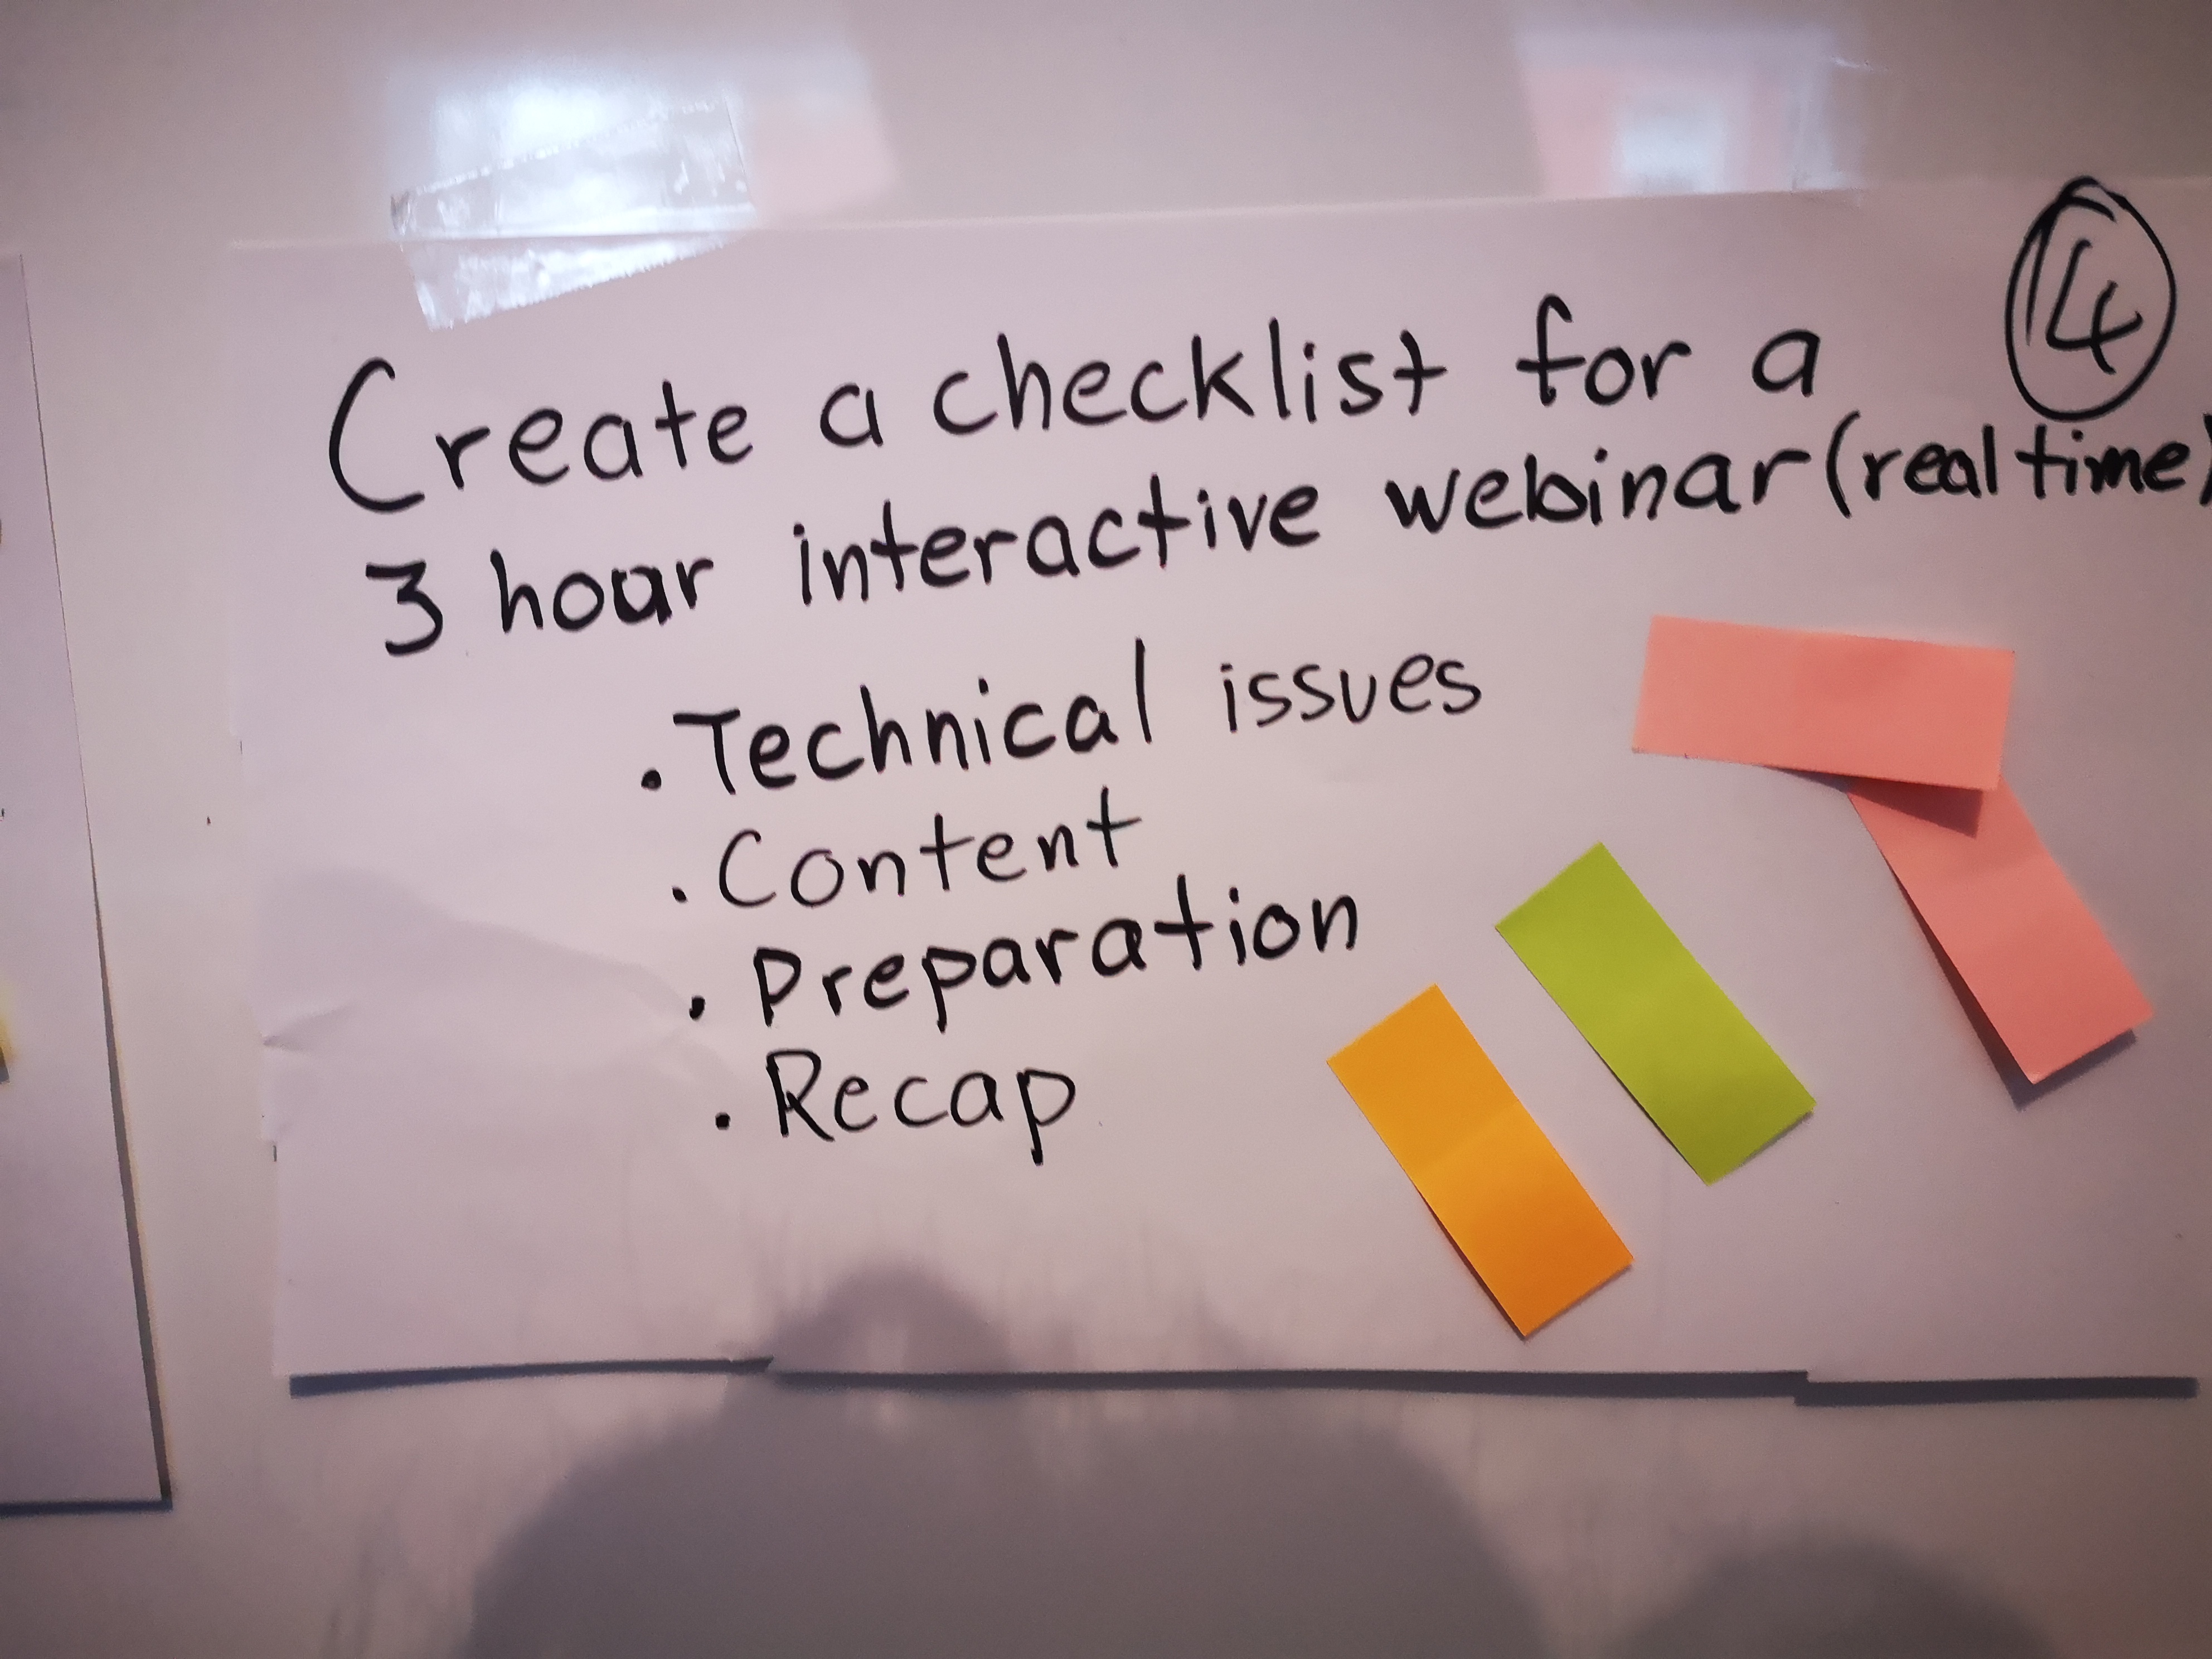 4
Create a checklist for a
3 hour interactive webinar (real time)
. Technical issues
. Content
. Preparation
. Recap